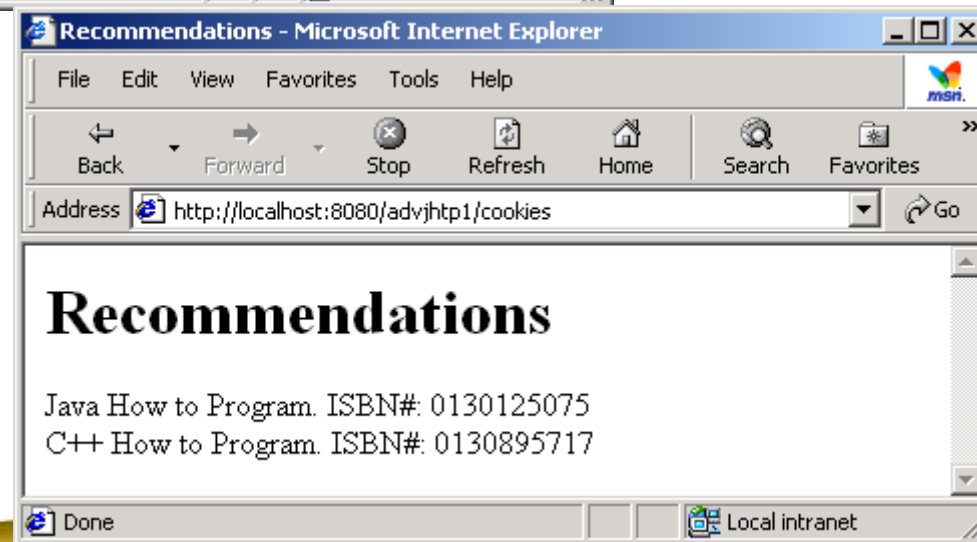 Recommendations - Microsoft Internet Explorer
File Edit View Favorites Tools Help
msn.
Back Forward Stop Refresh Home Search Favorites »
Address http://localhost:8080/advjhtp1/cookies Go
Recommendations
Java How to Program. ISBN#: 0130125075
C++ How to Program. ISBN#: 0130895717
Done Local intranet